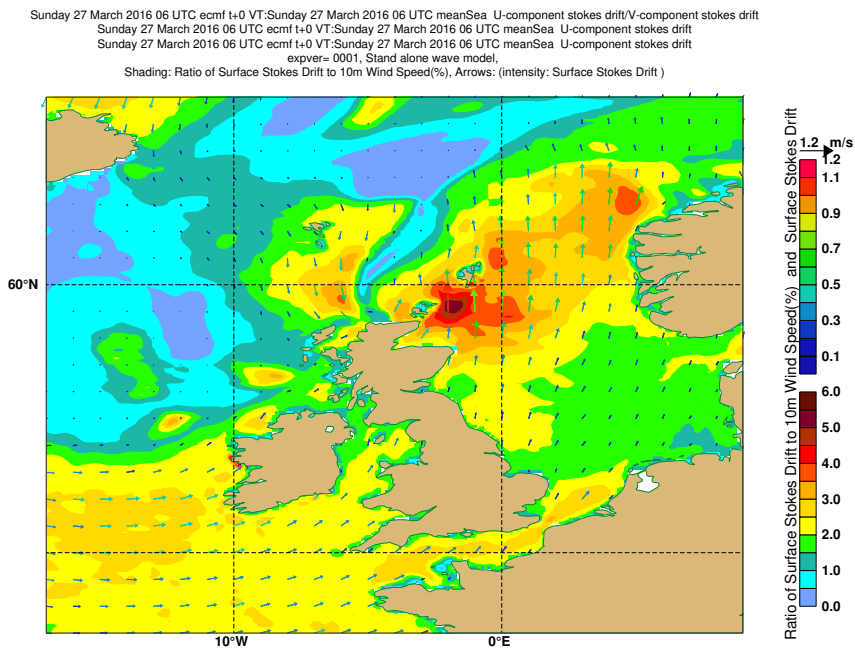 Sunday 27 March 2016 06 UTC ecmf t+0 VT:Sunday 27 March 2016 06 UTC meanSea U-component stokes drift/V-component stokes drift
Sunday 27 March 2016 06 UTC ecmf t+0 VT:Sunday 27 March 2016 06 UTC meanSea U-component stokes drift
Sunday 27 March 2016 06 UTC ecmf t+0 VT:Sunday 27 March 2016 06 UTC meanSea U-component stokes drift
expver= 0001, Stand alone wave model,
Shading: Ratio of Surface Stokes Drift to 10m Wind Speed(%), Arrows: (intensity: Surface Stokes Drift )
60°N
10°W
0°E
Ratio of Surface Stokes Drift to 10m Wind Speed(%) and Surface Stokes Drift
1.2 m/s
1.2
1.1
0.9
0.7
0.5
0.3
0.1
6.0
5.0
4.0
3.0
2.0
1.0
0.0